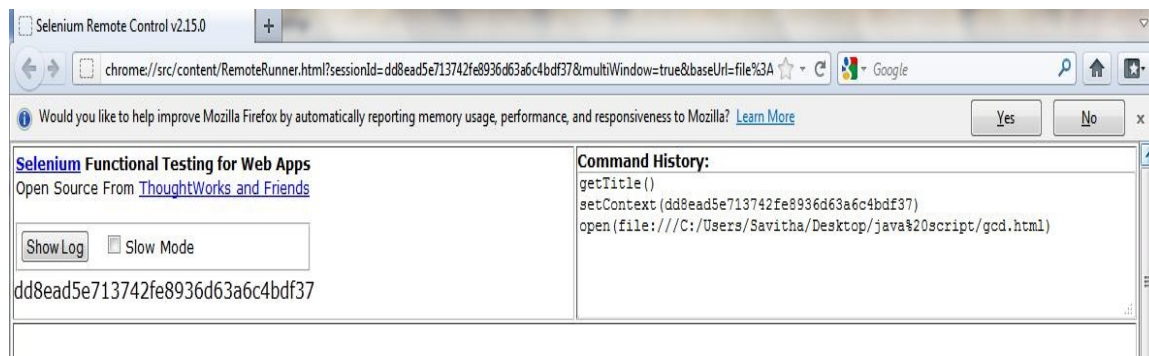 Selenium Remote Control v2.15.0 +
chrome://src/content/RemoteRunner.html?sessionId=dd8ead5e713742fe8936d63a6c4bdf37&multiWindow=true&baseUrl=file%3A Google
Would you like to help improve Mozilla Firefox by automatically reporting memory usage, performance, and responsiveness to Mozilla? Learn More Yes No x
Selenium Functional Testing for Web Apps
Open Source From ThoughtWorks and Friends
Show Log Slow Mode
dd8ead5e713742fe8936d63a6c4bdf37
Command History:
getTitle()
setContext(dd8ead5e713742fe8936d63a6c4bdf37)
open(file:///C:/Users/Savitha/Desktop/java%20script/gcd.html)